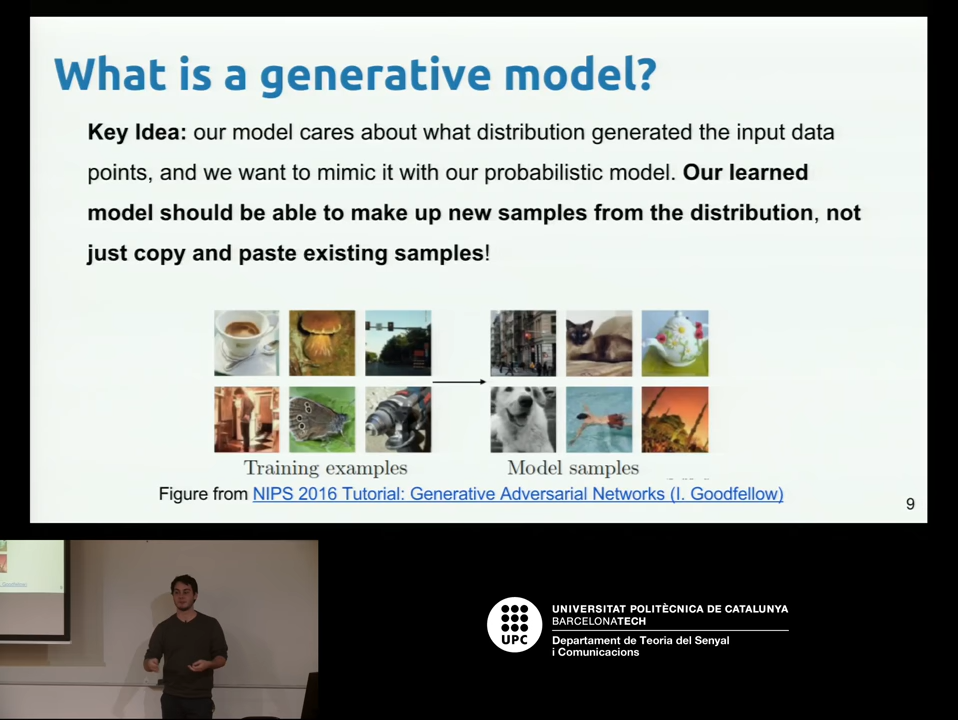 What is a generative model?
Key Idea: our model cares about what distribution generated the input data
points, and we want to mimic it with our probabilistic model. Our learned
model should be able to make up new samples from the distribution, not
just copy and paste existing samples!
Training examples
Model samples
Figure from NIPS 2016 Tutorial: Generative Adversarial Networks (I. Goodfellow)
9
UPC
UNIVERSITAT POLITÈCNICA DE CATALUNYA
BARCELONATECH
Departament de Teoria del Senyal
i Comunicacions